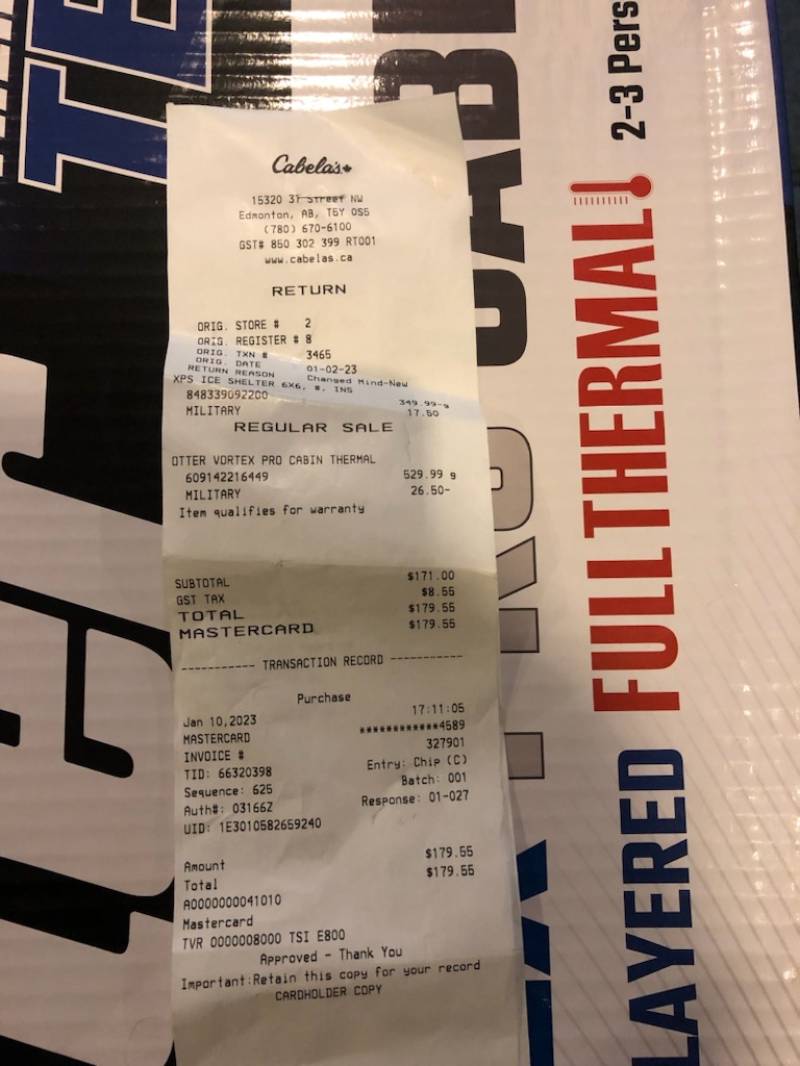 Cabela's
15320 37 Street NW
Edmonton, AB, T5Y 0S5
(780) 670-6100
GST# 850 302 399 RT001
www.cabelas.ca
RETURN
ORIG. STORE # 2
ORIG. REGISTER # 8
ORIG. TXN # 3465
ORIG. DATE 01-02-23
RETURN REASON Changed Mind-New
XPS ICE SHELTER 6X6, #, INS
848339092200 349.99-g
MILITARY 17.50
REGULAR SALE
OTTER VORTEX PRO CABIN THERMAL
609142216449 529.99 g
MILITARY 26.50-
Item qualifies for warranty
SUBTOTAL $171.00
GST TAX $8.55
TOTAL $179.55
MASTERCARD $179.55
----------- TRANSACTION RECORD -----------
Purchase
Jan 10,2023 17:11:05
MASTERCARD ************4589
INVOICE # 327901
TID: 66320398 Entry: Chip (C)
Sequence: 625 Batch: 001
Auth#: 03166Z Response: 01-027
UID: 1E3010582659240
Amount $179.55
Total $179.55
A0000000041010
Mastercard
TVR 0000008000 TSI E800
Approved - Thank You
Important:Retain this copy for your record
CARDHOLDER COPY
2-3 Pers
FULL THERMAL
LAYERED